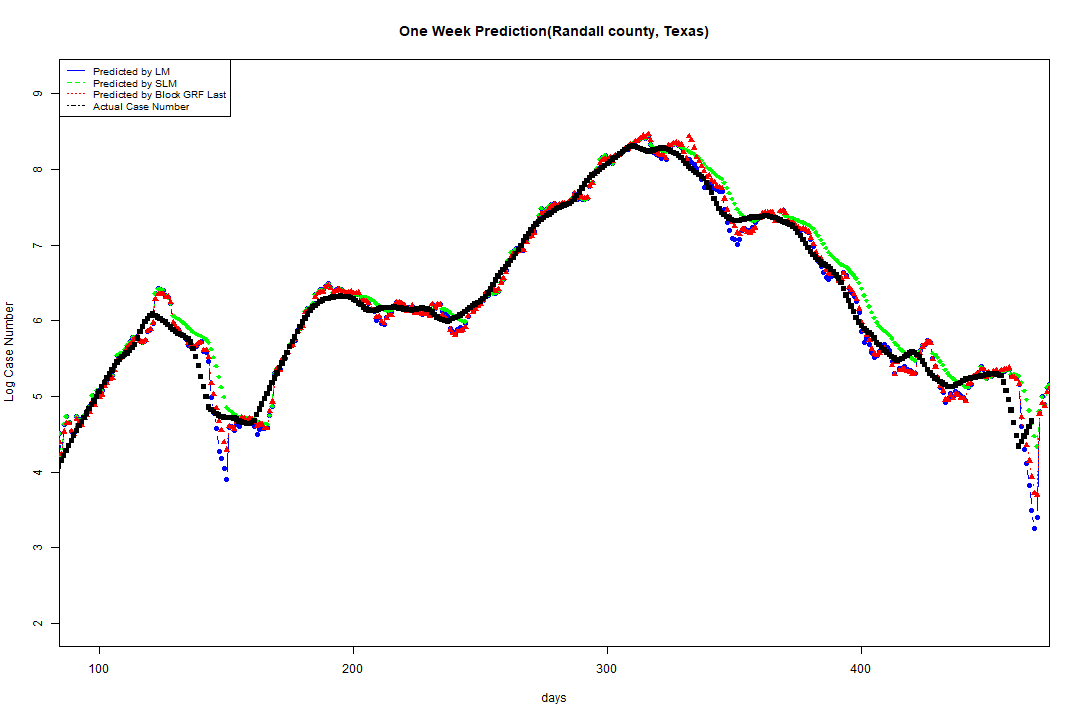 One Week Prediction(Randall county, Texas)
Predicted by LM
Predicted by SLM
Predicted by Block GRF Last
Actual Case Number
9
8
7
6
5
4
3
2
Log Case Number
100 200 300 400
days